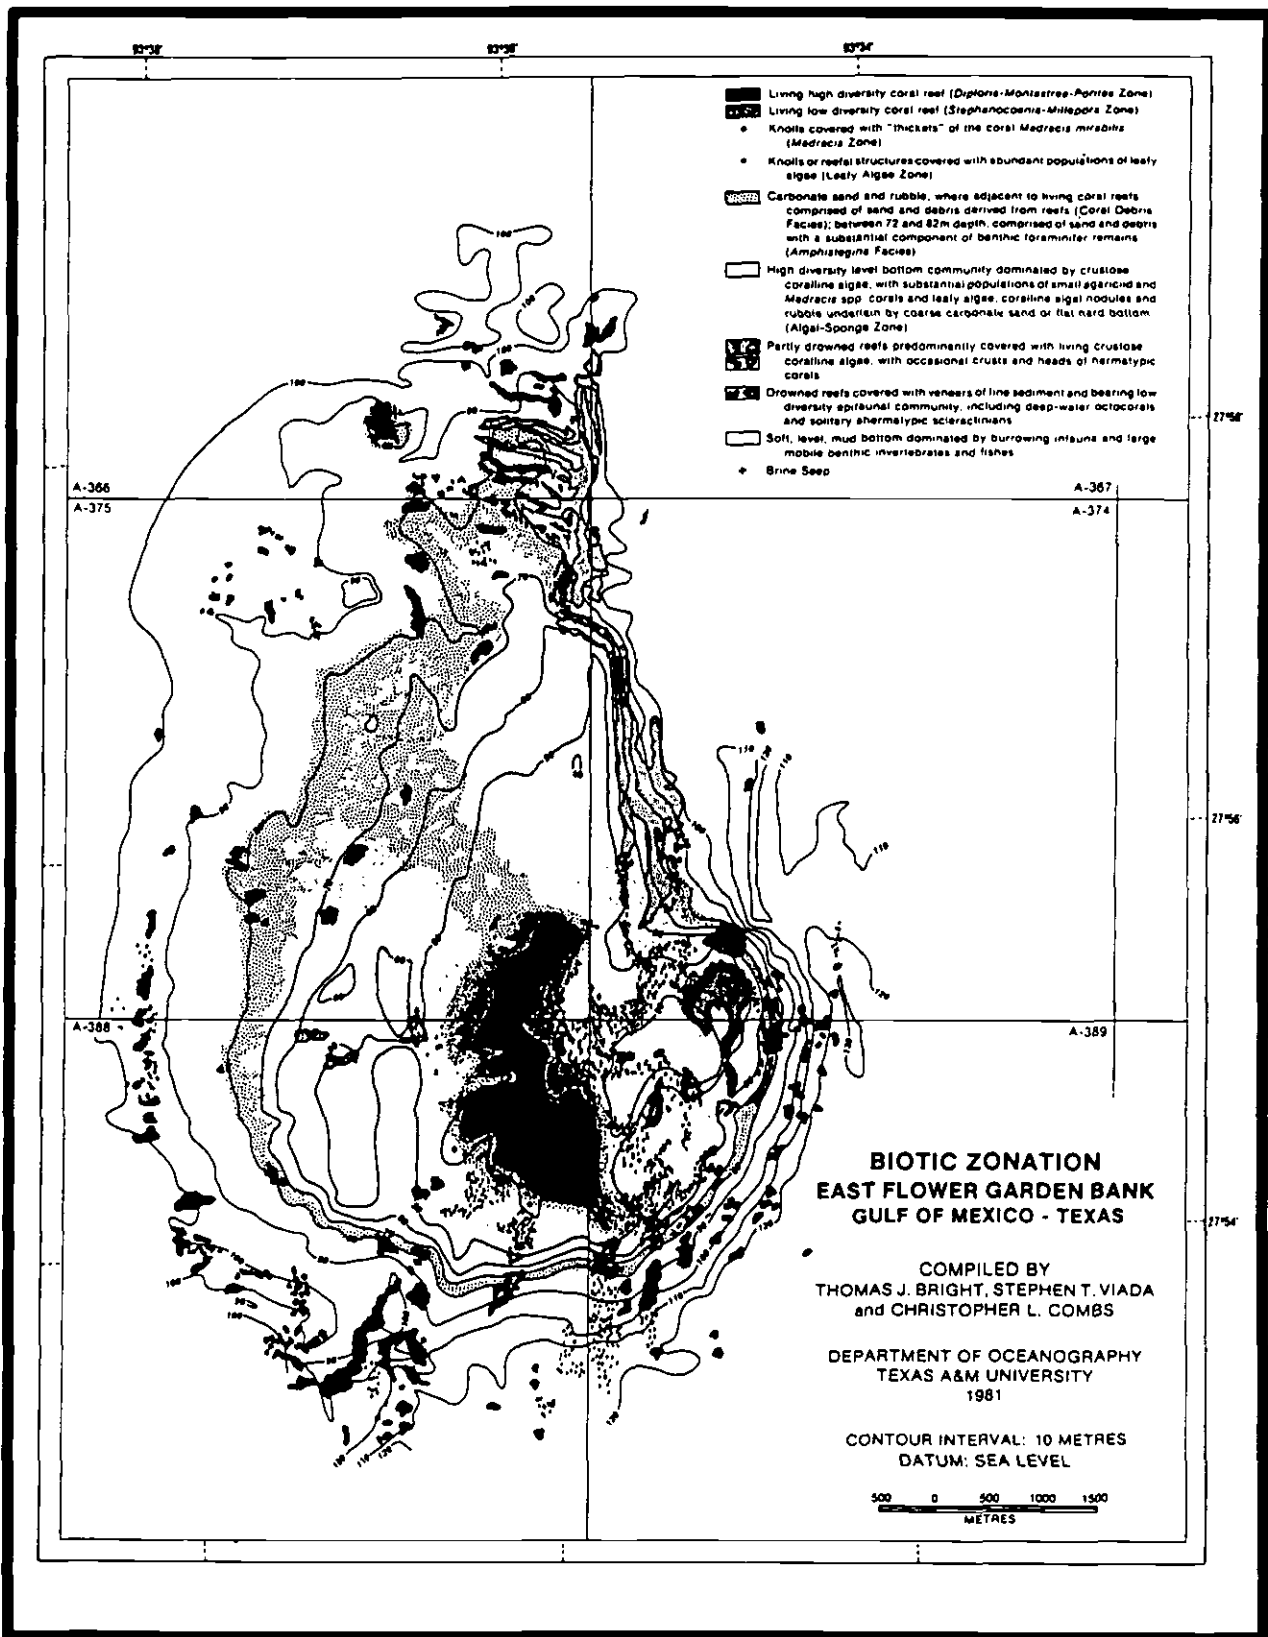 93°38' 93°36' 93°34'
Living high diversity coral reef (Diploria-Montastrea-Porites Zone)
Living low diversity coral reef (Stephanocoenia-Millepora Zone)
Knolls covered with "thickets" of the coral Madracis mirabilis
(Madracis Zone)
Knolls or reefal structures covered with abundant populations of leafy
algae (Leafy Algae Zone)
Carbonate sand and rubble, where adjacent to living coral reefs
comprised of sand and debris derived from reefs (Coral Debris
Facies); between 72 and 82m depth, comprised of sand and debris
with a substantial component of benthic foraminifer remains
(Amphistegina Facies)
High diversity level bottom community dominated by crustose
coralline algae, with substantial populations of small agariciid and
Madracis spp. corals and leafy algae, coralline algal nodules and
rubble underlain by coarse carbonate sand or flat hard bottom
(Algal-Sponge Zone)
Partly drowned reefs predominently covered with living crustose
coralline algae, with occasional crusts and heads of hermatypic
corals
Drowned reefs covered with veneers of fine sediment and bearing low
diversity epifaunal community, including deep-water octocorals
and solitary ahermatypic scleractinians
Soft, level, mud bottom dominated by burrowing infauna and large
mobile benthic invertebrates and fishes
Brine Seep
27°58'
A-366 A-367
A-375 A-374
27°56'
A-388 A-389
27°54'
BIOTIC ZONATION
EAST FLOWER GARDEN BANK
GULF OF MEXICO - TEXAS
COMPILED BY
THOMAS J. BRIGHT, STEPHEN T. VIADA
and CHRISTOPHER L. COMBS
DEPARTMENT OF OCEANOGRAPHY
TEXAS A&M UNIVERSITY
1981
CONTOUR INTERVAL: 10 METRES
DATUM: SEA LEVEL
500 0 500 1000 1500
METRES